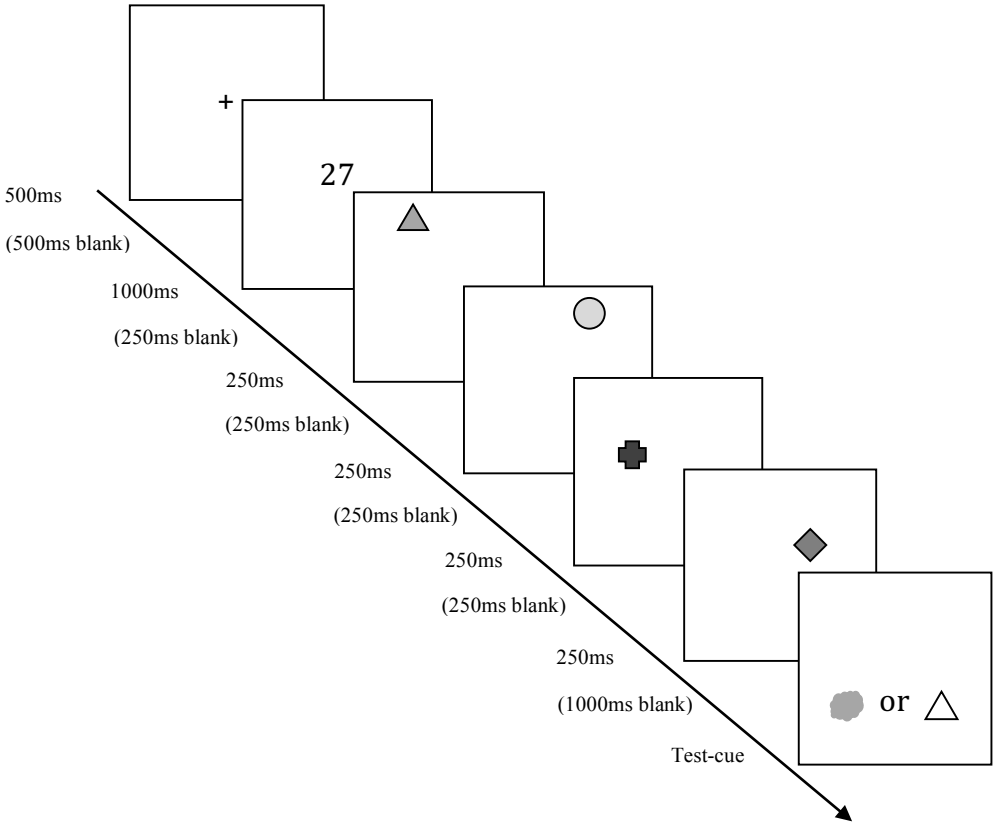 +
27
500ms
(500ms blank)
1000ms
(250ms blank)
250ms
(250ms blank)
250ms
(250ms blank)
250ms
(250ms blank)
250ms
(1000ms blank)
or
Test-cue